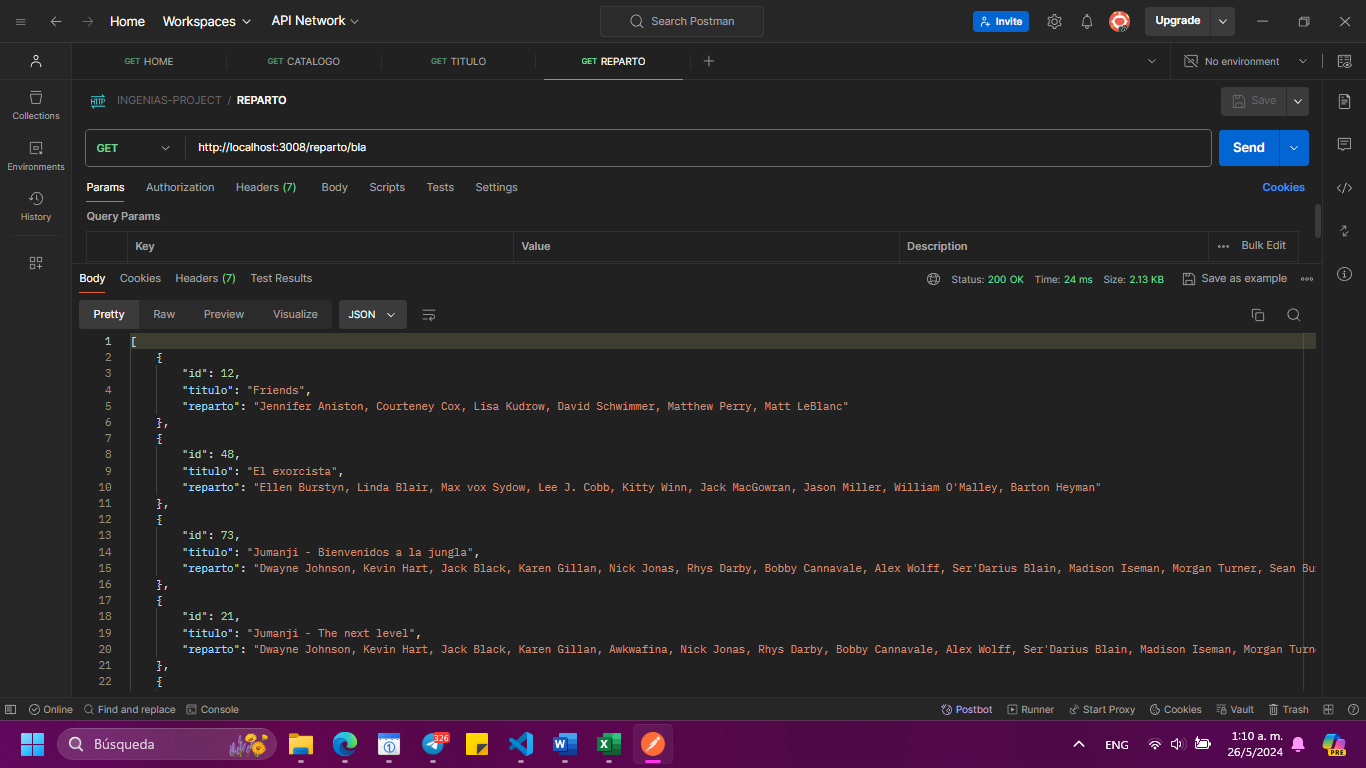 Home Workspaces API Network Search Postman Invite Upgrade
GET HOME GET CATALOGO GET TITULO GET REPARTO No environment
HTTP INGENIAS-PROJECT / REPARTO Save
Collections
GET http://localhost:3008/reparto/bla Send
Environments
Params Authorization Headers (7) Body Scripts Tests Settings Cookies
History
Query Params
Key Value Description Bulk Edit
Body Cookies Headers (7) Test Results Status: 200 OK Time: 24 ms Size: 2.13 KB Save as example
Pretty Raw Preview Visualize JSON
1 [
2 {
3 "id": 12,
4 "titulo": "Friends",
5 "reparto": "Jennifer Aniston, Courteney Cox, Lisa Kudrow, David Schwimmer, Matthew Perry, Matt LeBlanc"
6 },
7 {
8 "id": 48,
9 "titulo": "El exorcista",
10 "reparto": "Ellen Burstyn, Linda Blair, Max vox Sydow, Lee J. Cobb, Kitty Winn, Jack MacGowran, Jason Miller, William O'Malley, Barton Heyman"
11 },
12 {
13 "id": 73,
14 "titulo": "Jumanji - Bienvenidos a la jungla",
15 "reparto": "Dwayne Johnson, Kevin Hart, Jack Black, Karen Gillan, Nick Jonas, Rhys Darby, Bobby Cannavale, Alex Wolff, Ser'Darius Blain, Madison Iseman, Morgan Turner, Sean Bu
16 },
17 {
18 "id": 21,
19 "titulo": "Jumanji - The next level",
20 "reparto": "Dwayne Johnson, Kevin Hart, Jack Black, Karen Gillan, Awkwafina, Nick Jonas, Rhys Darby, Bobby Cannavale, Alex Wolff, Ser'Darius Blain, Madison Iseman, Morgan Turn
21 },
22 {
Online Find and replace Console Postbot Runner Start Proxy Cookies Vault Trash
Búsqueda 326 ENG 1:10 a. m.
26/5/2024 PRE